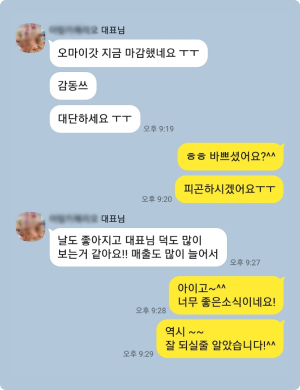 대표님
오마이갓 지금 마감했네요 ㅜㅜ
감동쓰
대단하세요 ㅜㅜ
오후 9:19
ㅎㅎ 바쁘셨어요?^^
피곤하시겠어요ㅜㅜ
오후 9:20
대표님
날도 좋아지고 대표님 덕도 많이
보는거 같아요!! 매출도 많이 늘어서
오후 9:27
아이고~^^
너무 좋은소식이네요!
오후 9:28
역시 ~~
잘 되실줄 알았습니다!^^
오후 9:29